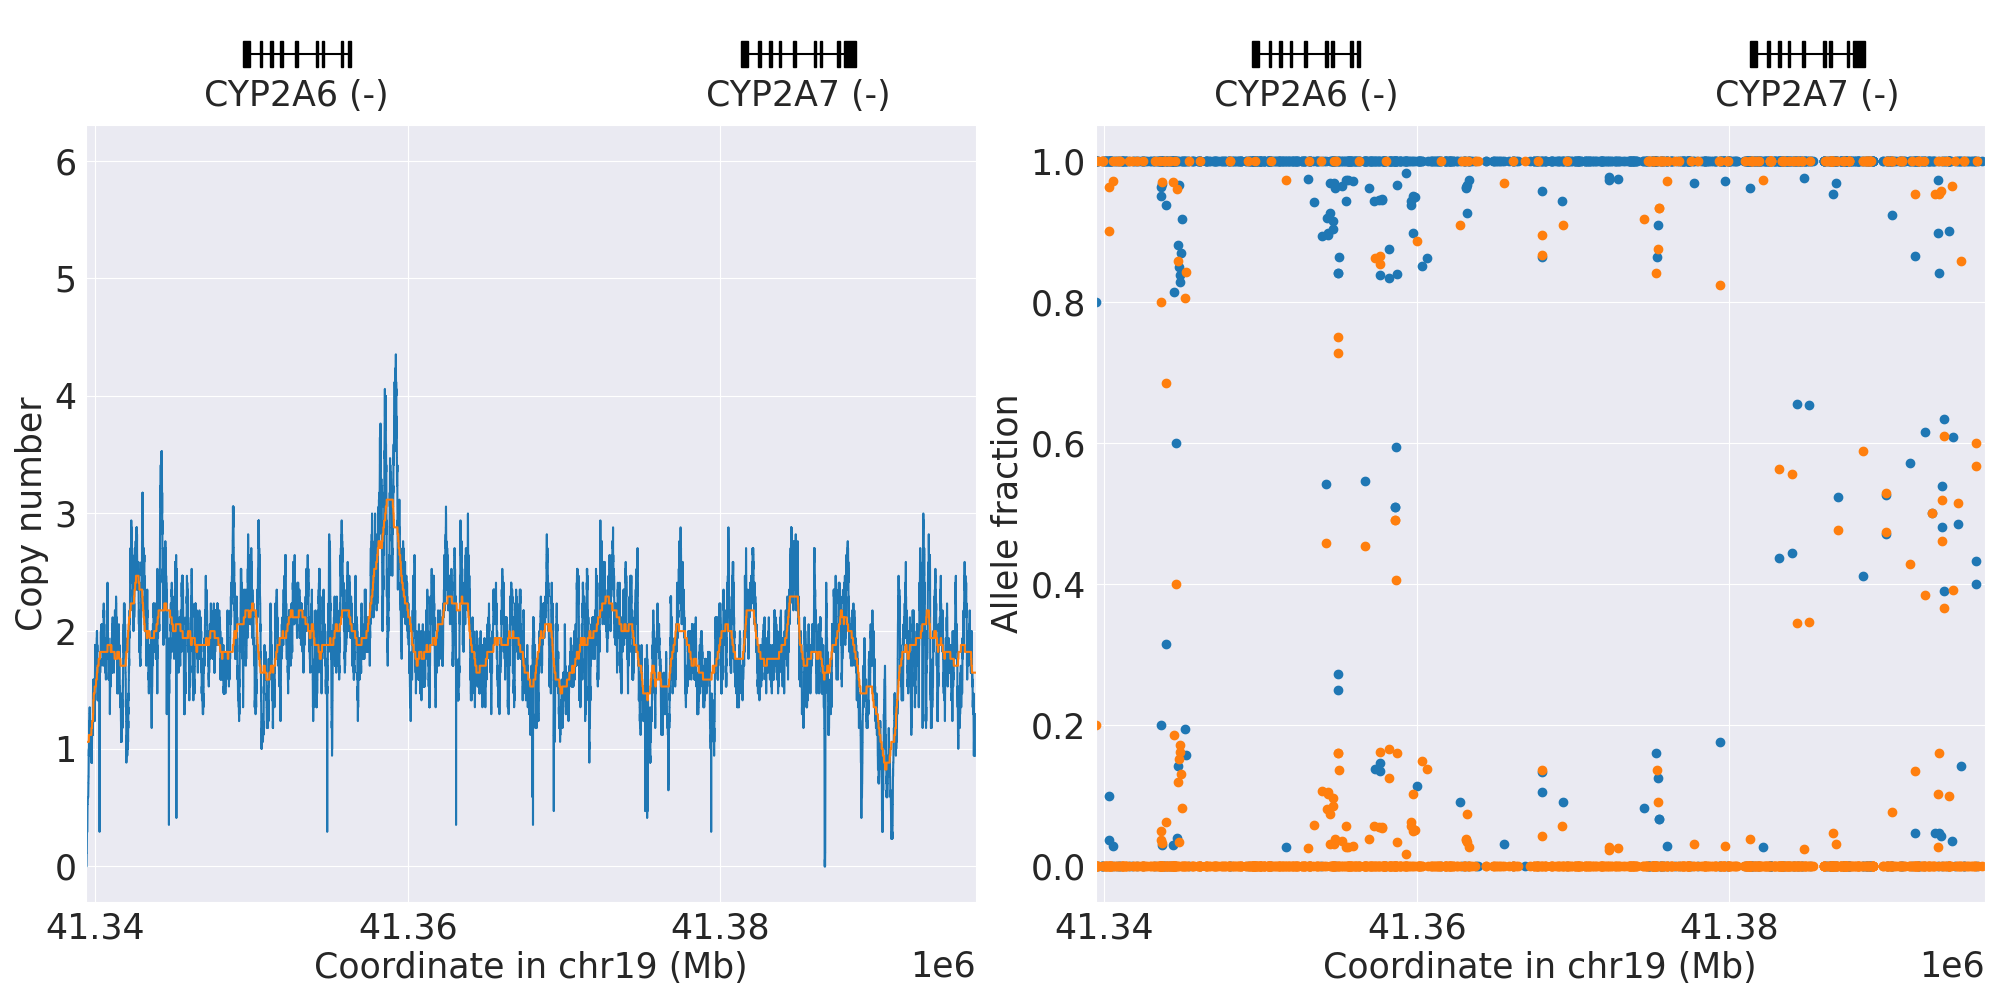 CYP2A6 (-) CYP2A7 (-)
6
5
4
3
2
1
0
Copy number
41.34 41.36 41.38
Coordinate in chr19 (Mb) 1e6
CYP2A6 (-) CYP2A7 (-)
1.0
0.8
0.6
0.4
0.2
0.0
Allele fraction
41.34 41.36 41.38
Coordinate in chr19 (Mb) 1e6